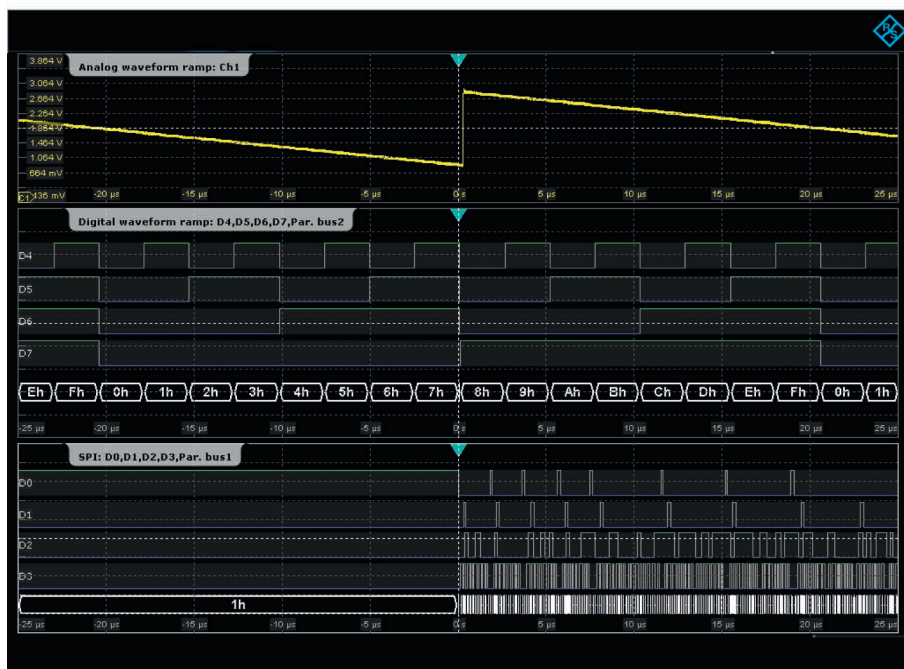 R&S
3.864 V
Analog waveform ramp: Ch1
3.064 V
2.664 V
2.264 V
1.864 V
1.464 V
1.064 V
664 mV
C1 -136 mV -20 µs -15 µs -10 µs -5 µs 0 s 5 µs 10 µs 15 µs 20 µs 25 µs
Digital waveform ramp: D4,D5,D6,D7,Par. bus2
D4
D5
D6
D7
Eh Fh 0h 1h 2h 3h 4h 5h 6h 7h 8h 9h Ah Bh Ch Dh Eh Fh 0h 1h
-25 µs -20 µs -15 µs -10 µs -5 µs 0 s 5 µs 10 µs 15 µs 20 µs 25 µs
SPI: D0,D1,D2,D3,Par. bus1
D0
D1
D2
D3
1h
-25 µs -20 µs -15 µs -10 µs -5 µs 0 s 5 µs 10 µs 15 µs 20 µs 25 µs